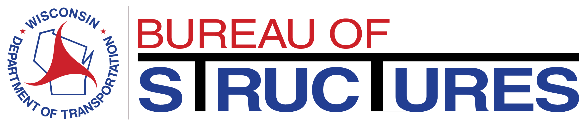 WISCONSIN
DEPARTMENT OF TRANSPORTATION
BUREAU OF
STRUCTURES